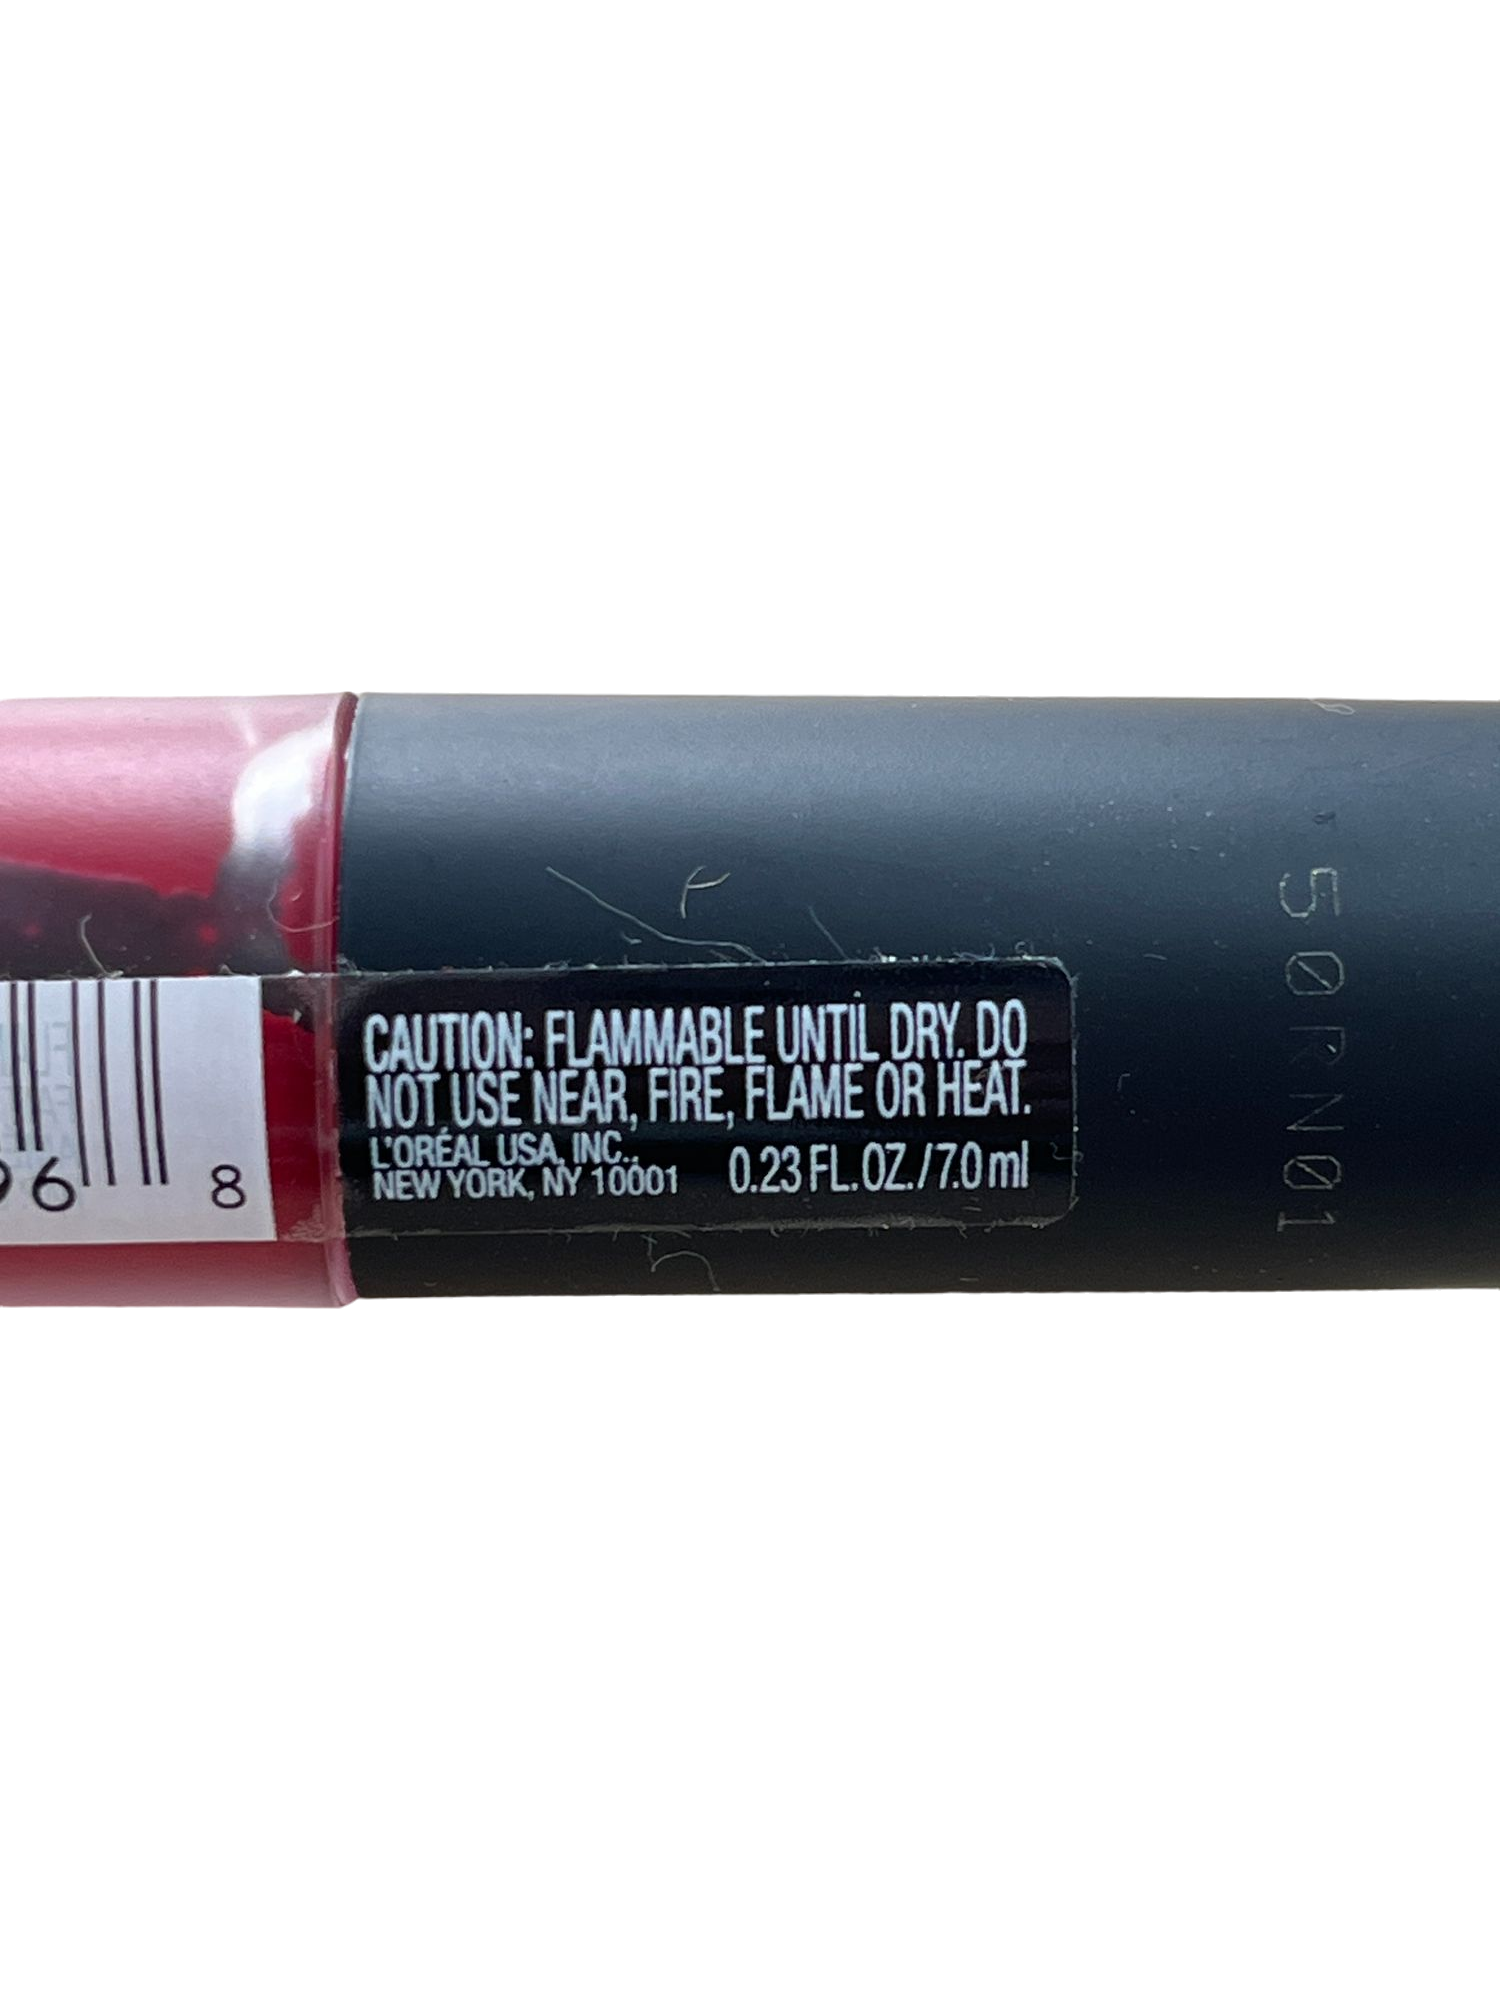 CAUTION: FLAMMABLE UNTIL DRY. DO
NOT USE NEAR, FIRE, FLAME OR HEAT.
L'ORÉAL USA, INC.,
NEW YORK, NY 10001
0.23 FL. OZ./7.0 ml
96 8
50RN01